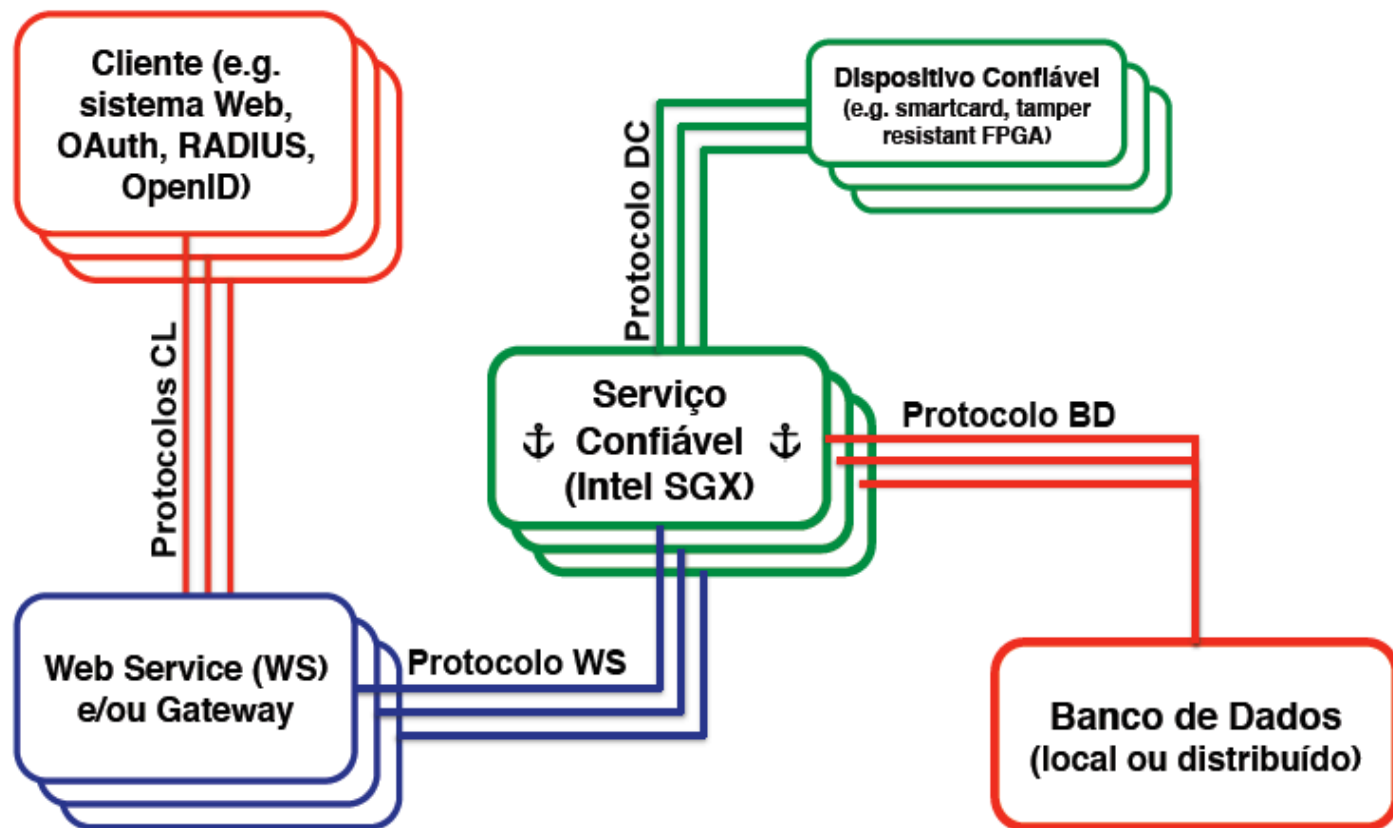 Cliente (e.g.
sistema Web,
OAuth, RADIUS,
OpenID)
Dispositivo Confiável
(e.g. smartcard, tamper
resistant FPGA)
Protocolo DC
Protocolos CL
Serviço
Confiável
(Intel SGX)
Protocolo BD
Web Service (WS)
e/ou Gateway
Protocolo WS
Banco de Dados
(local ou distribuído)